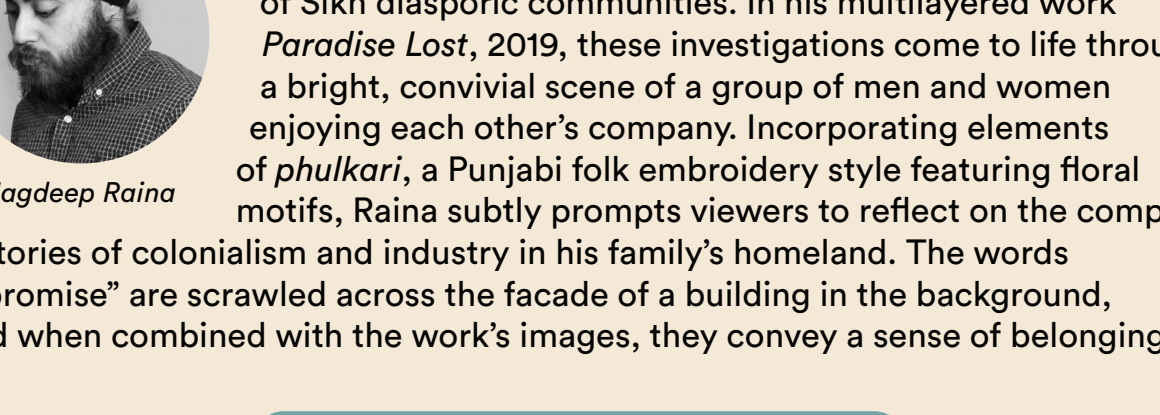 of Sikh diasporic communities. In his multilayered work
Paradise Lost, 2019, these investigations come to life
a bright, convivial scene of a group of men and women
enjoying each other’s company. Incorporating elements
of phulkari, a Punjabi folk embroidery style featuring floral
motifs, Raina subtly prompts viewers to reflect on the
Jagdeep Raina
of colonialism and industry in his family’s homeland. The words
promise” are scrawled across the facade of a building in the background,
when combined with the work’s images, they convey a sense of belonging